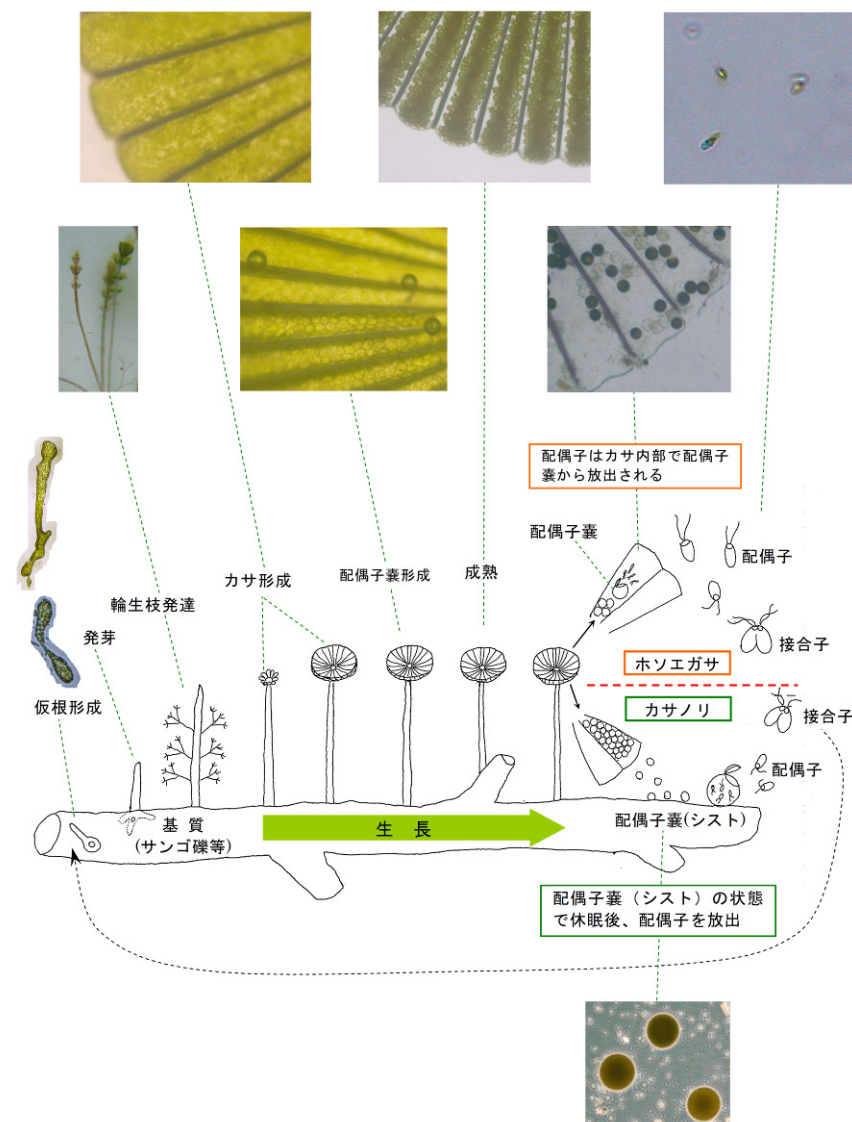 配偶子はカサ内部で配偶子
嚢から放出される
配偶子嚢
配偶子
カサ形成
配偶子嚢形成
成熟
輪生枝発達
発芽
接合子
ホソエガサ
カサノリ
仮根形成
接合子
配偶子
基質
(サンゴ礫等)
生長
配偶子嚢(シスト)
配偶子嚢(シスト)の状態
で休眠後、配偶子を放出